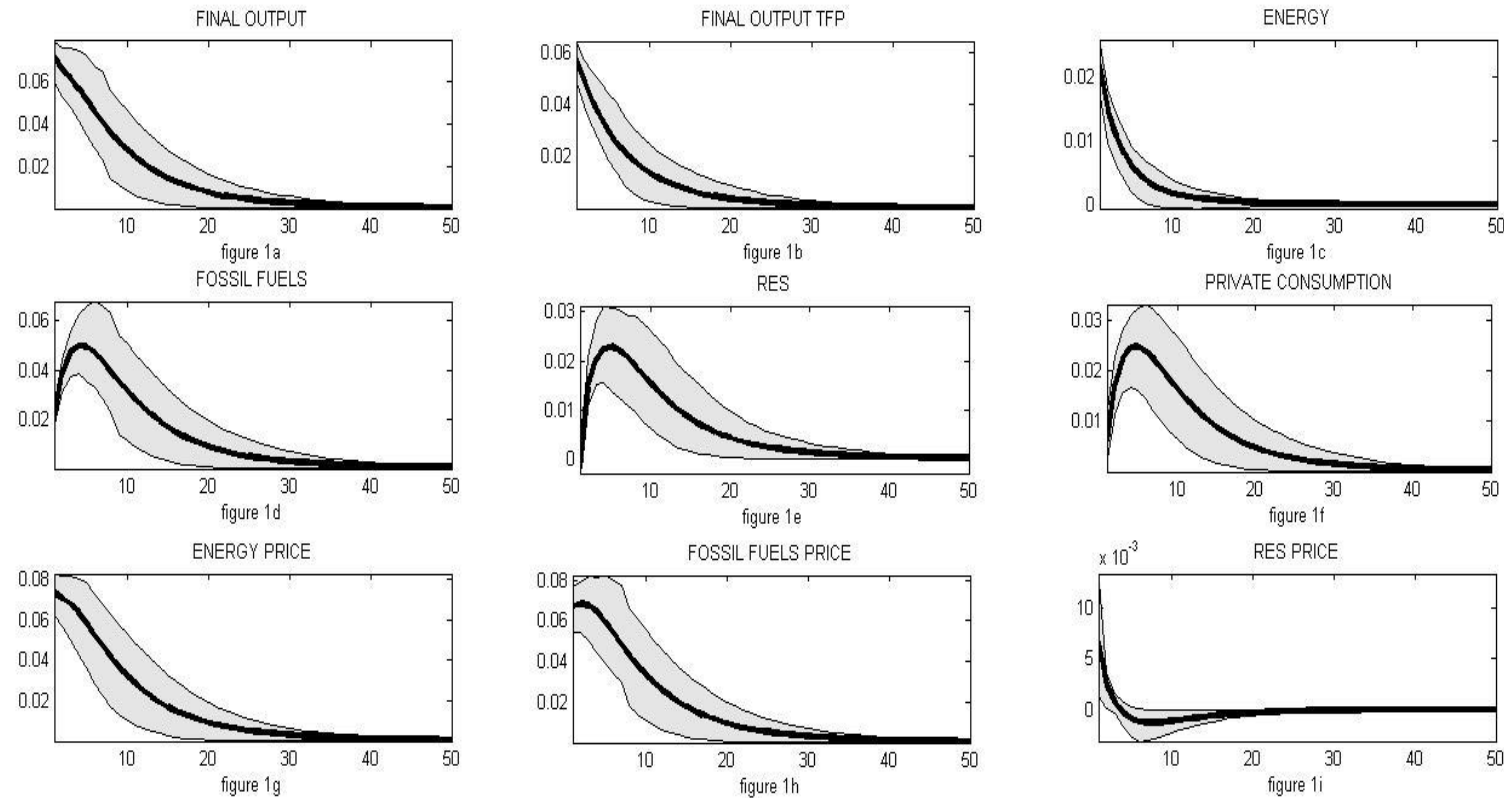 FINAL OUTPUT
0.06
0.04
0.02
10 20 30 40 50
figure 1a
FINAL OUTPUT TFP
0.06
0.04
0.02
10 20 30 40 50
figure 1b
ENERGY
0.02
0.01
0
10 20 30 40 50
figure 1c
FOSSIL FUELS
0.06
0.04
0.02
10 20 30 40 50
figure 1d
RES
0.03
0.02
0.01
0
10 20 30 40 50
figure 1e
PRIVATE CONSUMPTION
0.03
0.02
0.01
10 20 30 40 50
figure 1f
ENERGY PRICE
0.08
0.06
0.04
0.02
10 20 30 40 50
figure 1g
FOSSIL FUELS PRICE
0.08
0.06
0.04
0.02
10 20 30 40 50
figure 1h
x 10⁻³
RES PRICE
10
5
0
10 20 30 40 50
figure 1i